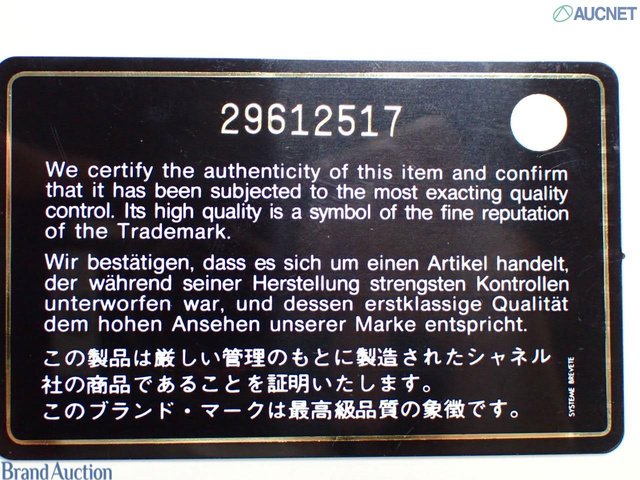 AUCNET
29612517
We certify the authenticity of this item and confirm
that it has been subjected to the most exacting quality
control. Its high quality is a symbol of the fine reputation
of the Trademark.
Wir bestätigen, dass es sich um einen Artikel handelt,
der während seiner Herstellung strengsten Kontrollen
unterworfen war, und dessen erstklassige Qualität
dem hohen Ansehen unserer Marke entspricht.
この製品は厳しい管理のもとに製造されたシャネル
社の商品であることを証明いたします。
このブランド・マークは最高級品質の象徴です。
SYSTEME BREVETE
Brand Auction